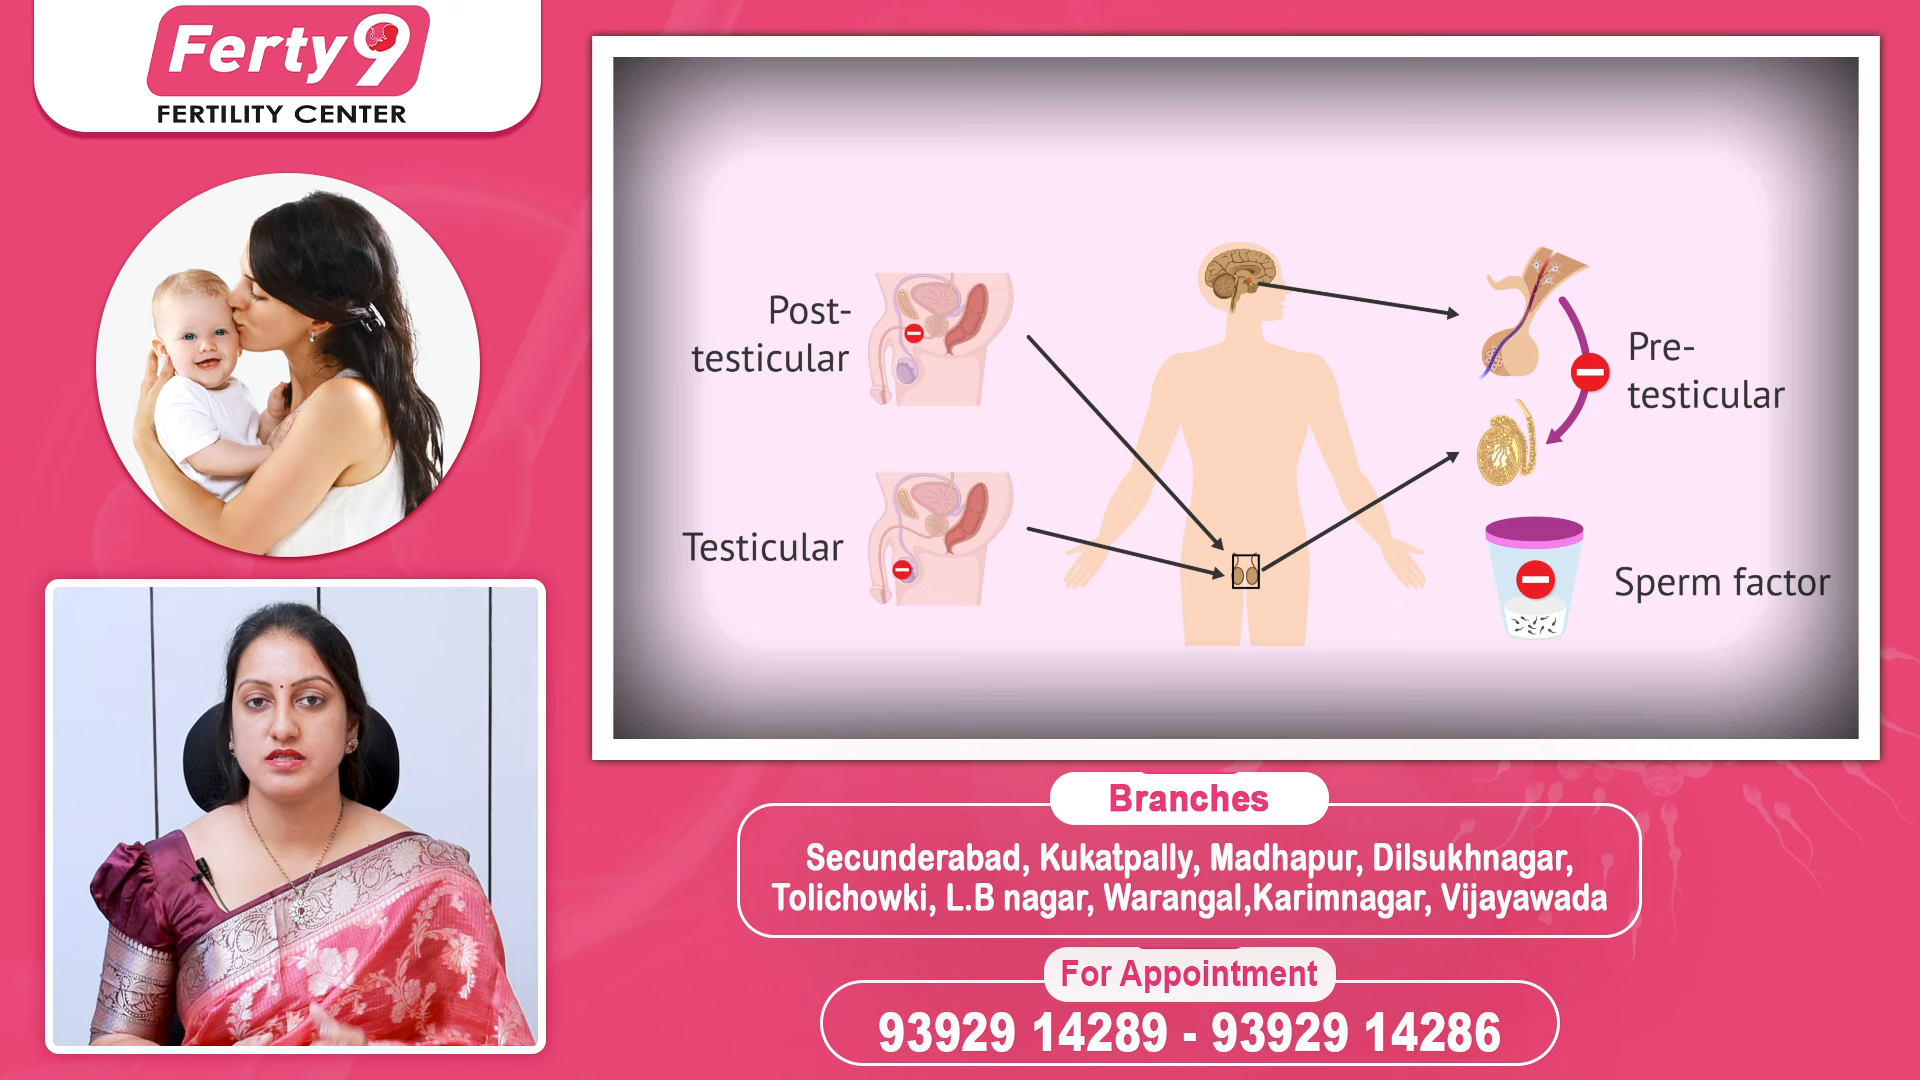 Ferty9
FERTILITY CENTER
Post-
testicular
Testicular
Pre-
testicular
Sperm factor
Branches
Secunderabad, Kukatpally, Madhapur, Dilsukhnagar,
Tolichowki, L.B nagar, Warangal,Karimnagar, Vijayawada
For Appointment
93929 14289 - 93929 14286